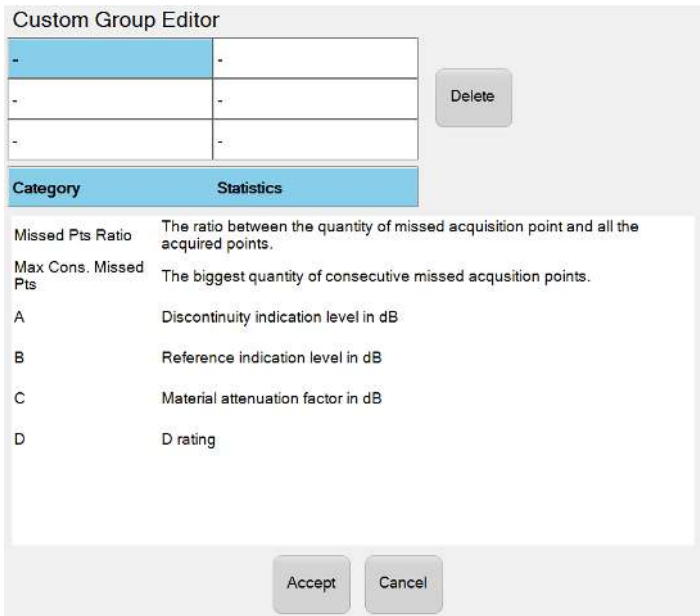 Custom Group Editor
- -
- -
- -
Delete
Category Statistics
Missed Pts Ratio The ratio between the quantity of missed acquisition point and all the
acquired points.
Max Cons. Missed
Pts The biggest quantity of consecutive missed acqusition points.
A Discontinuity indication level in dB
B Reference indication level in dB
C Material attenuation factor in dB
D D rating
Accept Cancel